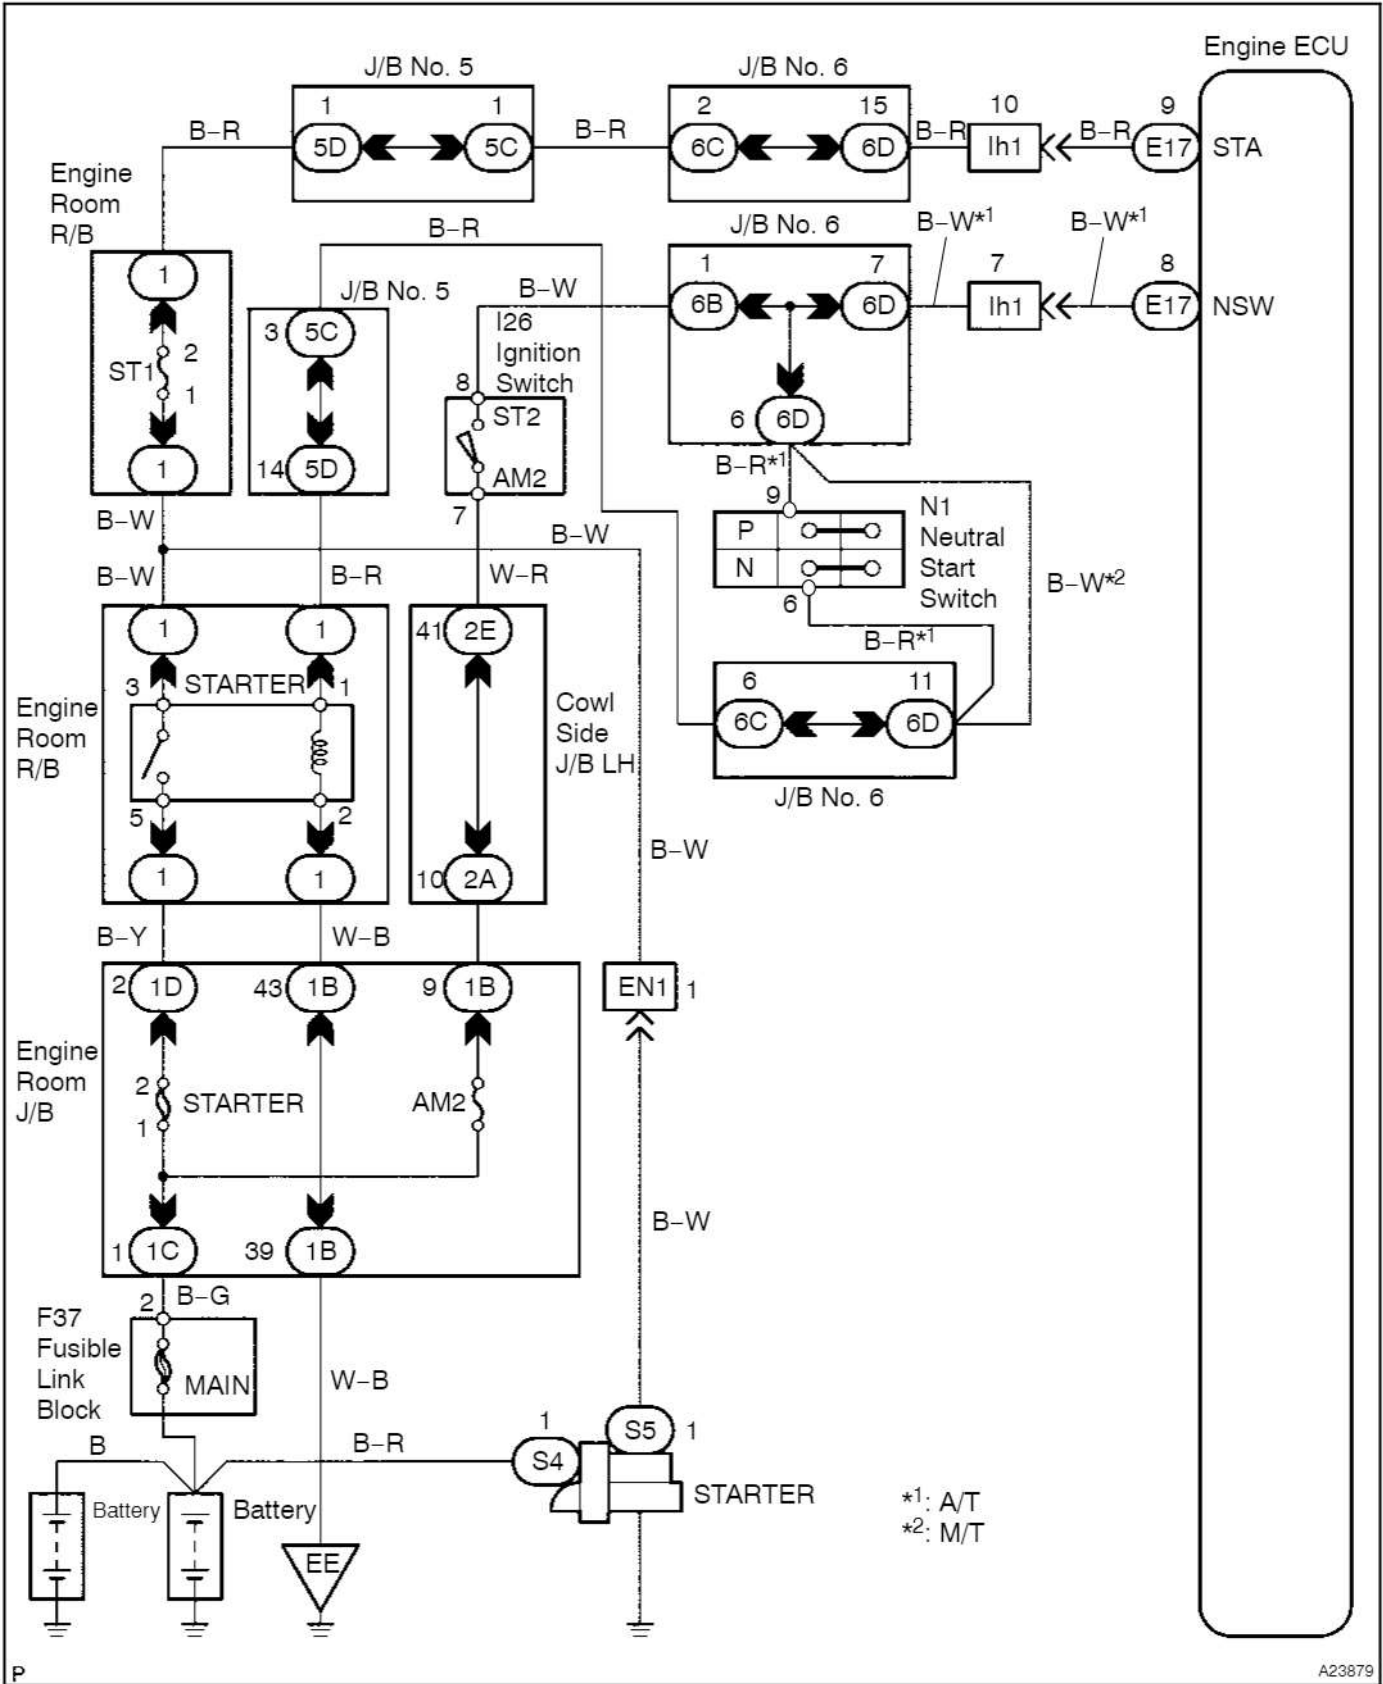 Engine ECU
J/B No. 5
J/B No. 6
1
1
2
15
10
9
B-R
5D
5C
B-R
6C
6D
B-R
Ih1
B-R
E17
STA
Engine
Room
R/B
B-R
J/B No. 6
B-W*1
B-W*1
1
J/B No. 5
B-W
1
7
7
8
3
5C
I26
Ignition
Switch
6B
6D
Ih1
E17
NSW
ST1
2
1
8
ST2
6
6D
1
14
5D
AM2
7
B-R*1
9
P
N
N1
Neutral
Start
Switch
B-W
B-W
B-W
B-R
W-R
B-W*2
6
B-R*1
1
1
41
2E
3
STARTER
1
Engine
Room
R/B
Cowl
Side
J/B LH
6
11
6C
6D
J/B No. 6
5
2
B-W
1
1
10
2A
B-Y
W-B
2
1D
43
1B
9
1B
EN1
1
Engine
Room
J/B
2
1
STARTER
AM2
B-W
1
1C
39
1B
2
B-G
F37
Fusible
Link
Block
MAIN
W-B
B
B-R
1
S4
S5
1
STARTER
Battery
Battery
EE
*1: A/T
*2: M/T
P
A23879